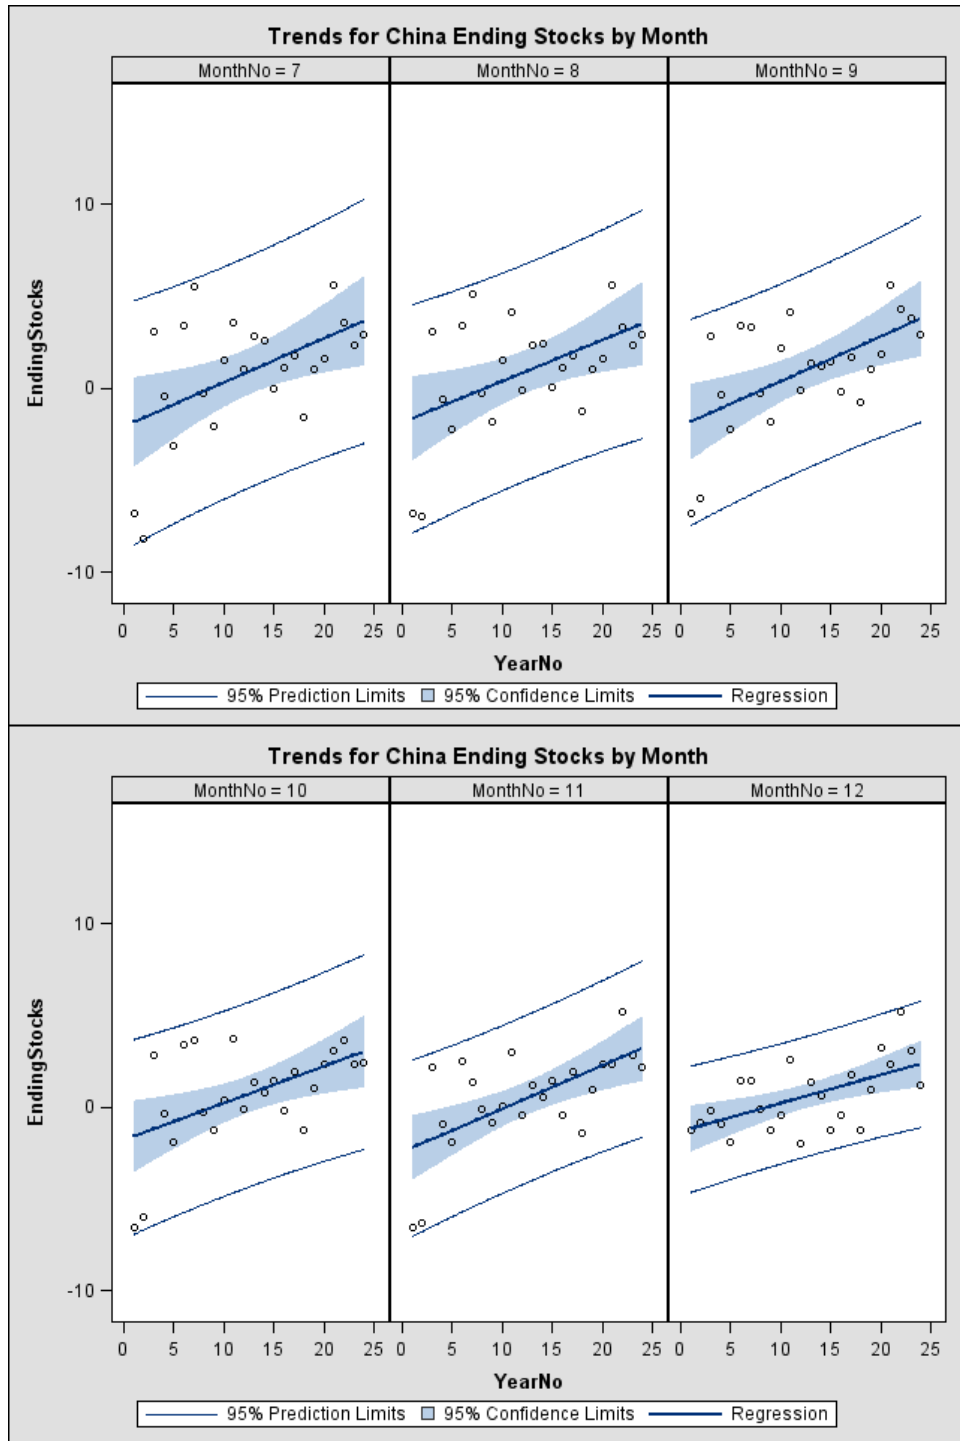 Trends for China Ending Stocks by Month
MonthNo = 7 MonthNo = 8 MonthNo = 9
EndingStocks
10
0
-10
0 5 10 15 20 25 0 5 10 15 20 25 0 5 10 15 20 25
YearNo
95% Prediction Limits 95% Confidence Limits Regression
Trends for China Ending Stocks by Month
MonthNo = 10 MonthNo = 11 MonthNo = 12
EndingStocks
10
0
-10
0 5 10 15 20 25 0 5 10 15 20 25 0 5 10 15 20 25
YearNo
95% Prediction Limits 95% Confidence Limits Regression